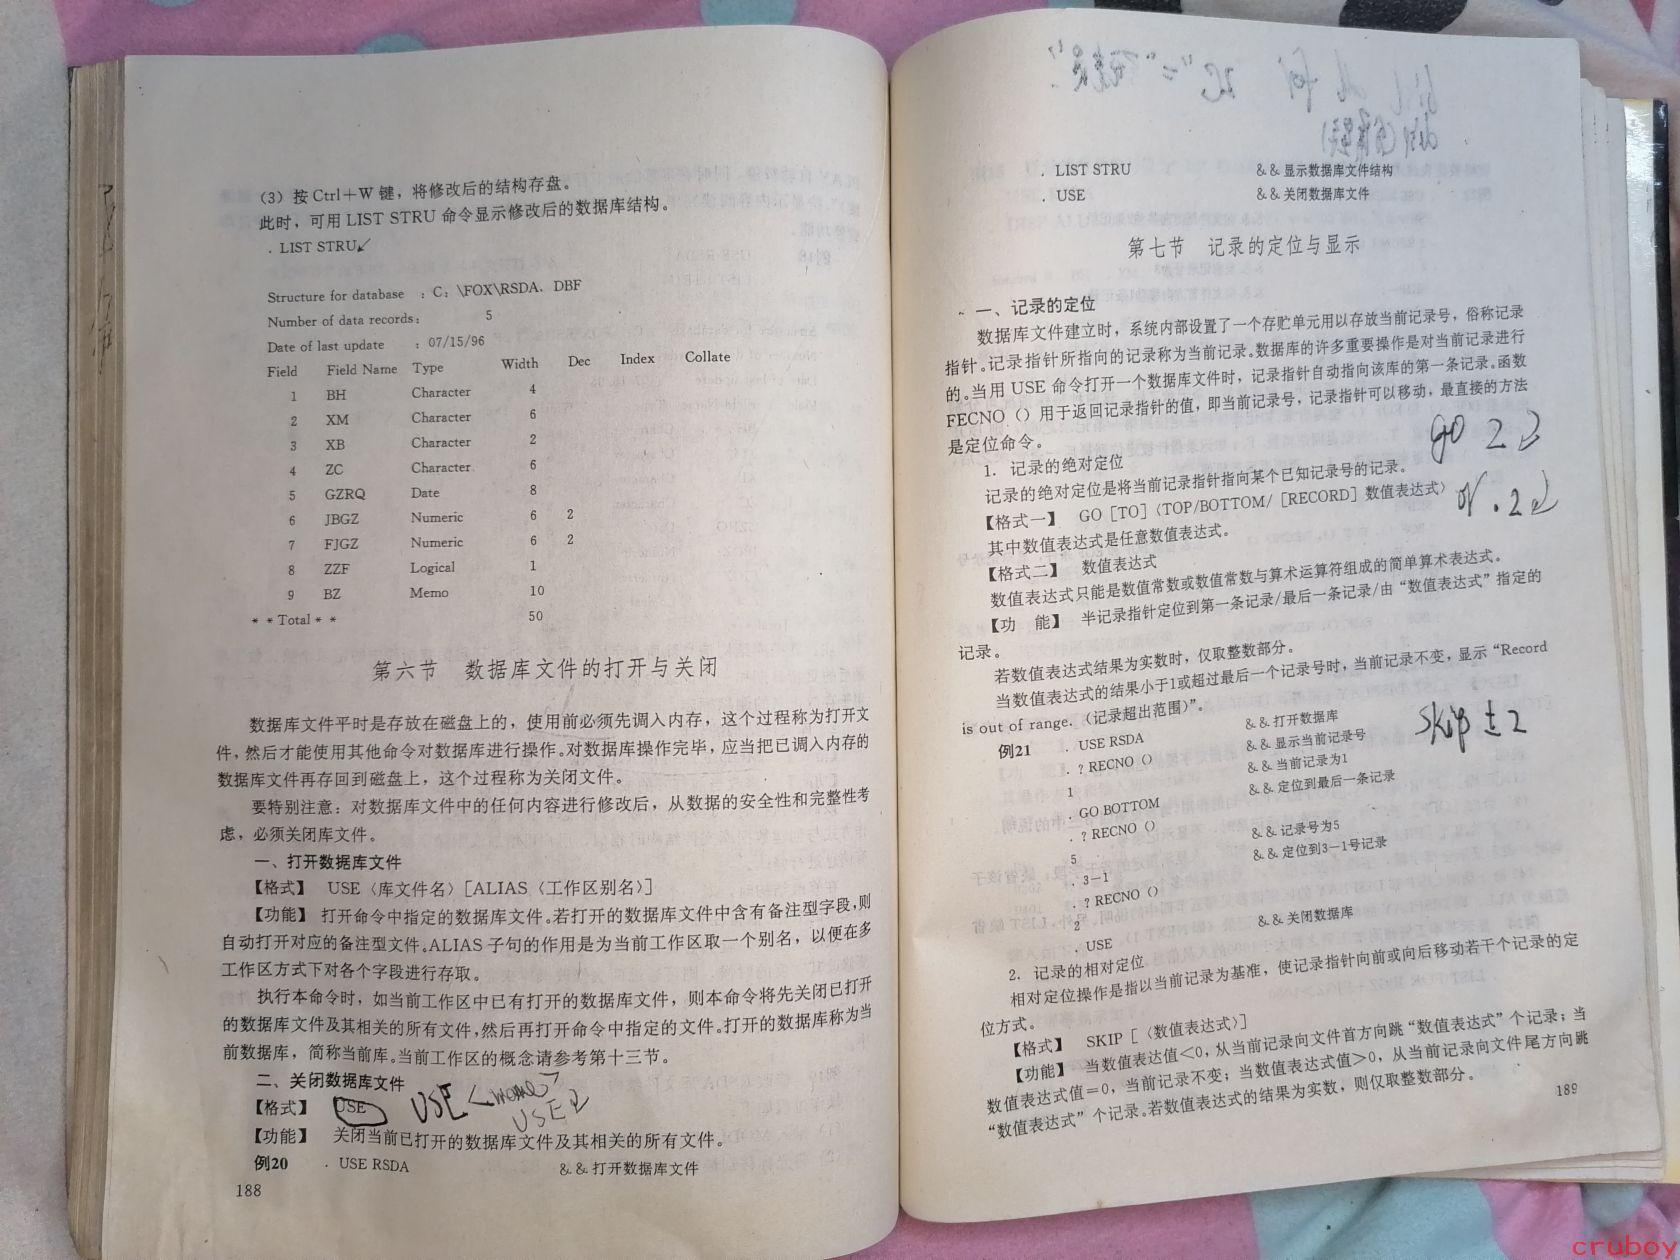 （3）按 Ctrl＋W 键，将修改后的结构存盘。
此时，可用 LIST STRU 命令显示修改后的数据库结构。
. LIST STRU↙
Structure for database ：C：\FOX\RSDA．DBF
Number of data records： 5
Date of last update ：07/15/96
Field Field Name Type Width Dec Index Collate
1 BH Character 4
2 XM Character 6
3 XB Character 2
4 ZC Character 6
5 GZRQ Date 8
6 JBGZ Numeric 6 2
7 FJGZ Numeric 6 2
8 ZZF Logical 1
9 BZ Memo 10
＊＊Total＊＊ 50
第六节 数据库文件的打开与关闭
数据库文件平时是存放在磁盘上的，使用前必须先调入内存，这个过程称为打开文
件，然后才能使用其他命令对数据库进行操作。对数据库操作完毕，应当把已调入内存的
数据库文件再存回到磁盘上，这个过程称为关闭文件。
要特别注意：对数据库文件中的任何内容进行修改后，从数据的安全性和完整性考
虑，必须关闭库文件。
一、打开数据库文件
【格式】 USE〈库文件名〉［ALIAS〈工作区别名〉］
【功能】 打开命令中指定的数据库文件。若打开的数据库文件中含有备注型字段，则
自动打开对应的备注型文件。ALIAS 子句的作用是为当前工作区取一个别名，以便在多
工作区方式下对各个字段进行存取。
执行本命令时，如当前工作区中已有打开的数据库文件，则本命令将先关闭已打开
的数据库文件及其相关的所有文件，然后再打开命令中指定的文件。打开的数据库称为当
前数据库，简称当前库。当前工作区的概念请参考第十三节。
二、关闭数据库文件
【格式】 USE USE <name>
USE↙
【功能】 关闭当前已打开的数据库文件及其相关的所有文件。
例20 . USE RSDA ＆＆打开数据库文件
188
. LIST STRU ＆＆显示数据库文件结构
. USE ＆＆关闭数据库文件
第七节 记录的定位与显示
一、记录的定位
数据库文件建立时，系统内部设置了一个存贮单元用以存放当前记录号，俗称记录
指针。记录指针所指向的记录称为当前记录。数据库的许多重要操作是对当前记录进行
的。当用 USE 命令打开一个数据库文件时，记录指针自动指向该库的第一条记录。函数
FECNO（）用于返回记录指针的值，即当前记录号，记录指针可以移动，最直接的方法
是定位命令。
GO 2↙
1．记录的绝对定位
记录的绝对定位是将当前记录指针指向某个已知记录号的记录。
【格式一】 GO［TO］〈TOP/BOTTOM/［RECORD］数值表达式〉
or . 2↙
其中数值表达式是任意数值表达式。
【格式二】 数值表达式
数值表达式只能是数值常数或数值常数与算术运算符组成的简单算术表达式。
【功 能】 半记录指针定位到第一条记录/最后一条记录/由“数值表达式”指定的
记录。
若数值表达式结果为实数时，仅取整数部分。
当数值表达式的结果小于1或超过最后一个记录号时，当前记录不变，显示“Record
is out of range．（记录超出范围）”。
例21 . USE RSDA ＆＆打开数据库
. ？RECNO（） ＆＆显示当前记录号
1 ＆＆当前记录为1
. GO BOTTOM ＆＆定位到最后一条记录
. ？RECNO（）
5 ＆＆记录号为5
. 3－1 ＆＆定位到3－1号记录
. ？RECNO（）
2
. USE ＆＆关闭数据库
Skip ±2
2．记录的相对定位
相对定位操作是指以当前记录为基准，使记录指针向前或向后移动若干个记录的定
位方式。
【格式】 SKIP［〈数值表达式〉］
【功能】 当数值表达值＜0，从当前记录向文件首方向跳“数值表达式”个记录；当
数值表达式值＝0，当前记录不变；当数值表达式值＞0，从当前记录向文件尾方向跳
“数值表达式”个记录。若数值表达式的结果为实数，则仅取整数部分。
189
cruboy